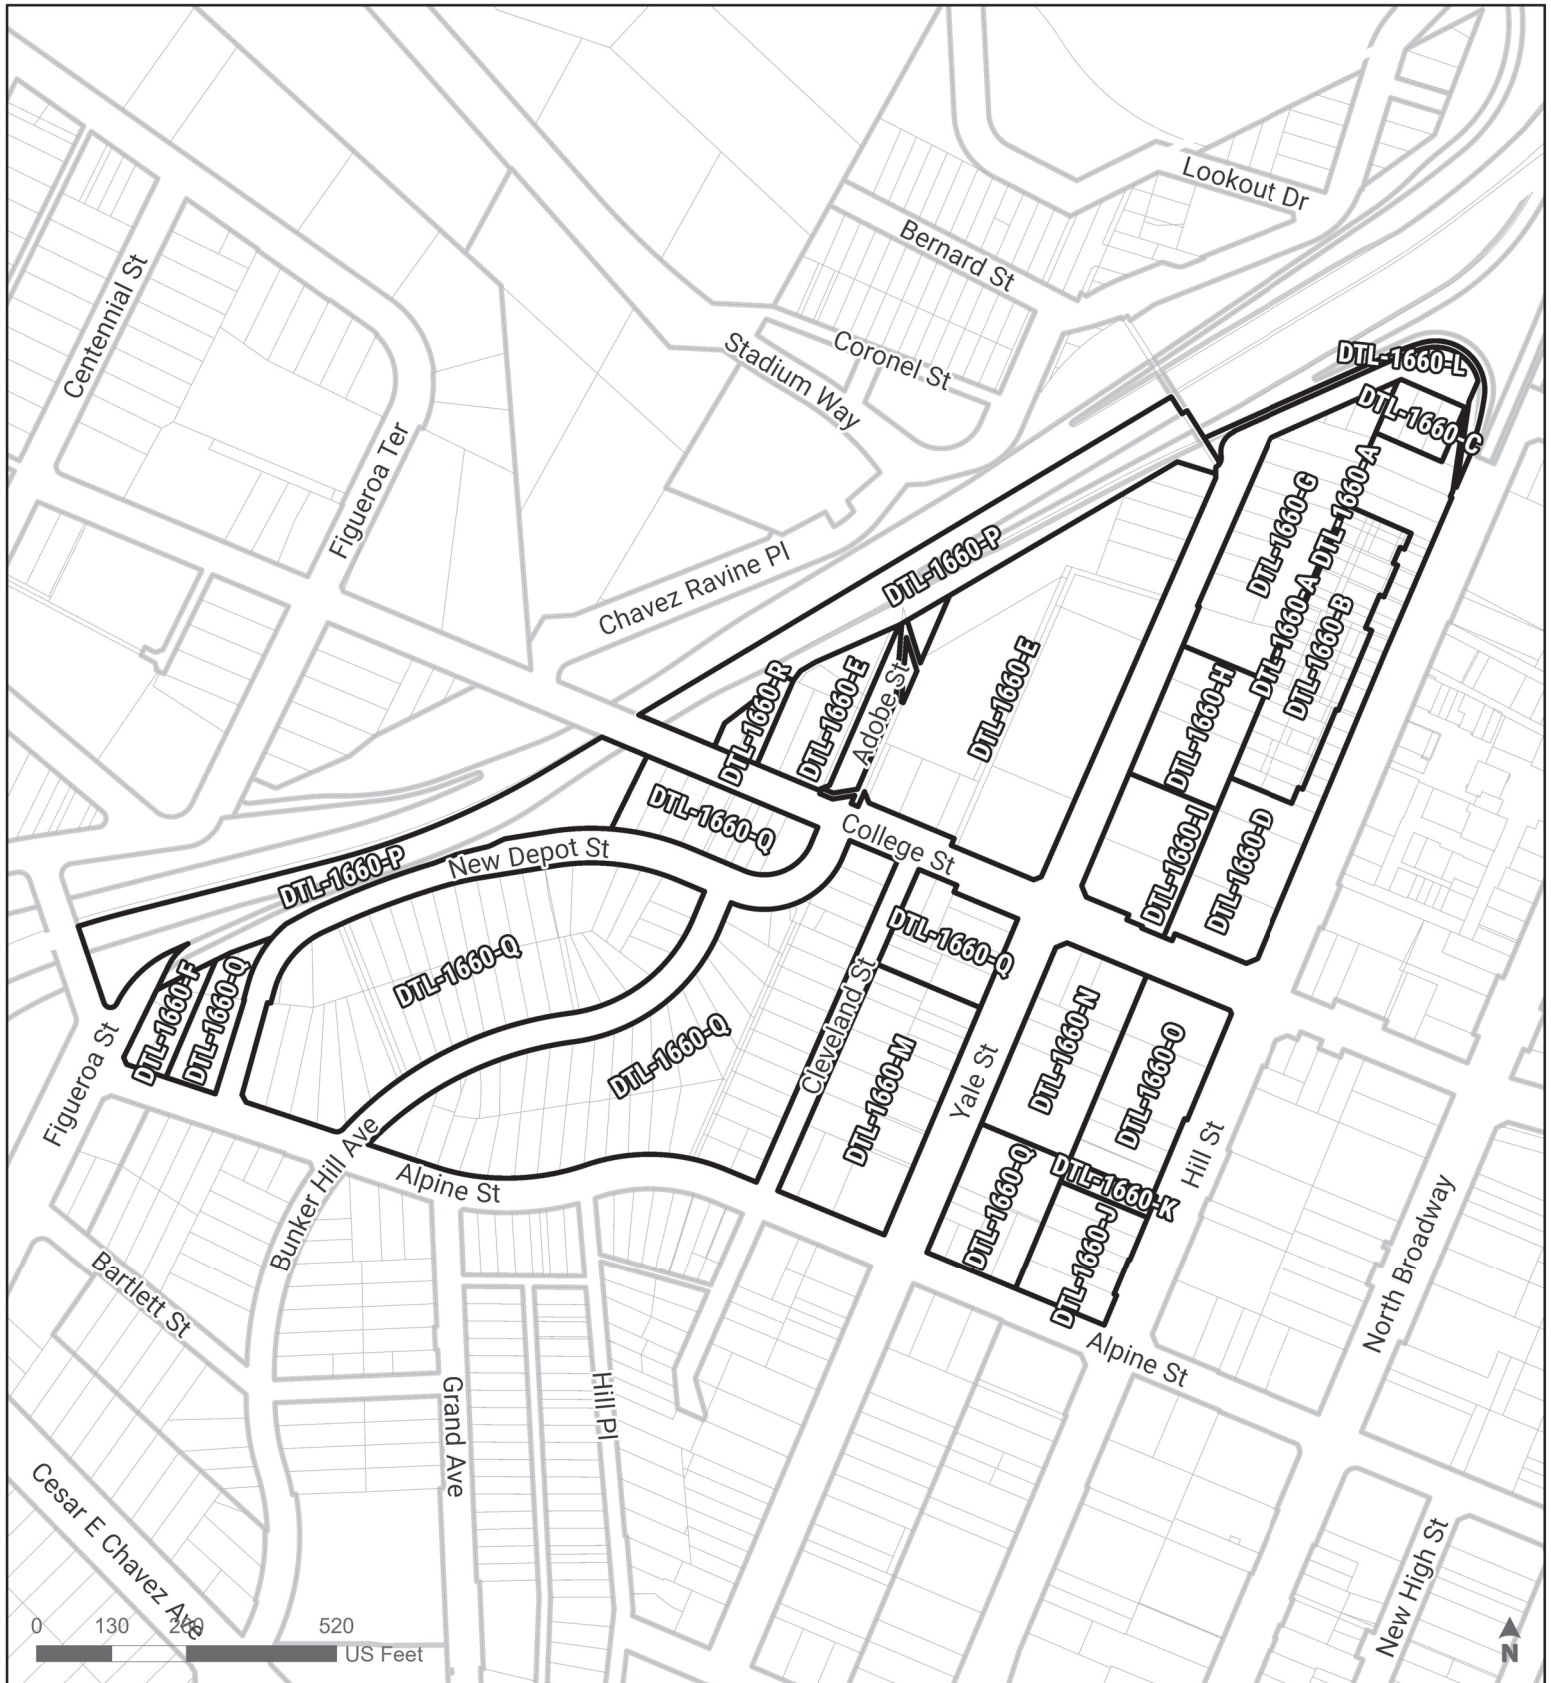 Lookout Dr
Bernard St
Centennial St
Coronel St
Stadium Way
DTL-1660-L
DTL-1660-C
Figueroa Ter
DTL-1660-A
DTL-1660-G
DTL-1660-P
Chavez Ravine Pl
DTL-1660-A
DTL-1660-B
DTL-1660-R
DTL-1660-E
Adobe St
DTL-1660-E
DTL-1660-H
DTL-1660-Q
College St
DTL-1660-I
DTL-1660-D
New Depot St
DTL-1660-P
DTL-1660-Q
DTL-1660-Q
DTL-1660-F
DTL-1660-Q
Cleveland St
DTL-1660-N
DTL-1660-O
DTL-1660-Q
Figueroa St
DTL-1660-M
Yale St
Bunker Hill Ave
Alpine St
DTL-1660-Q
DTL-1660-K
Hill St
DTL-1660-J
North Broadway
Bartlett St
Alpine St
Grand Ave
Hill Pl
Cesar E Chavez Ave
New High St
0 130 260 520
US Feet
N